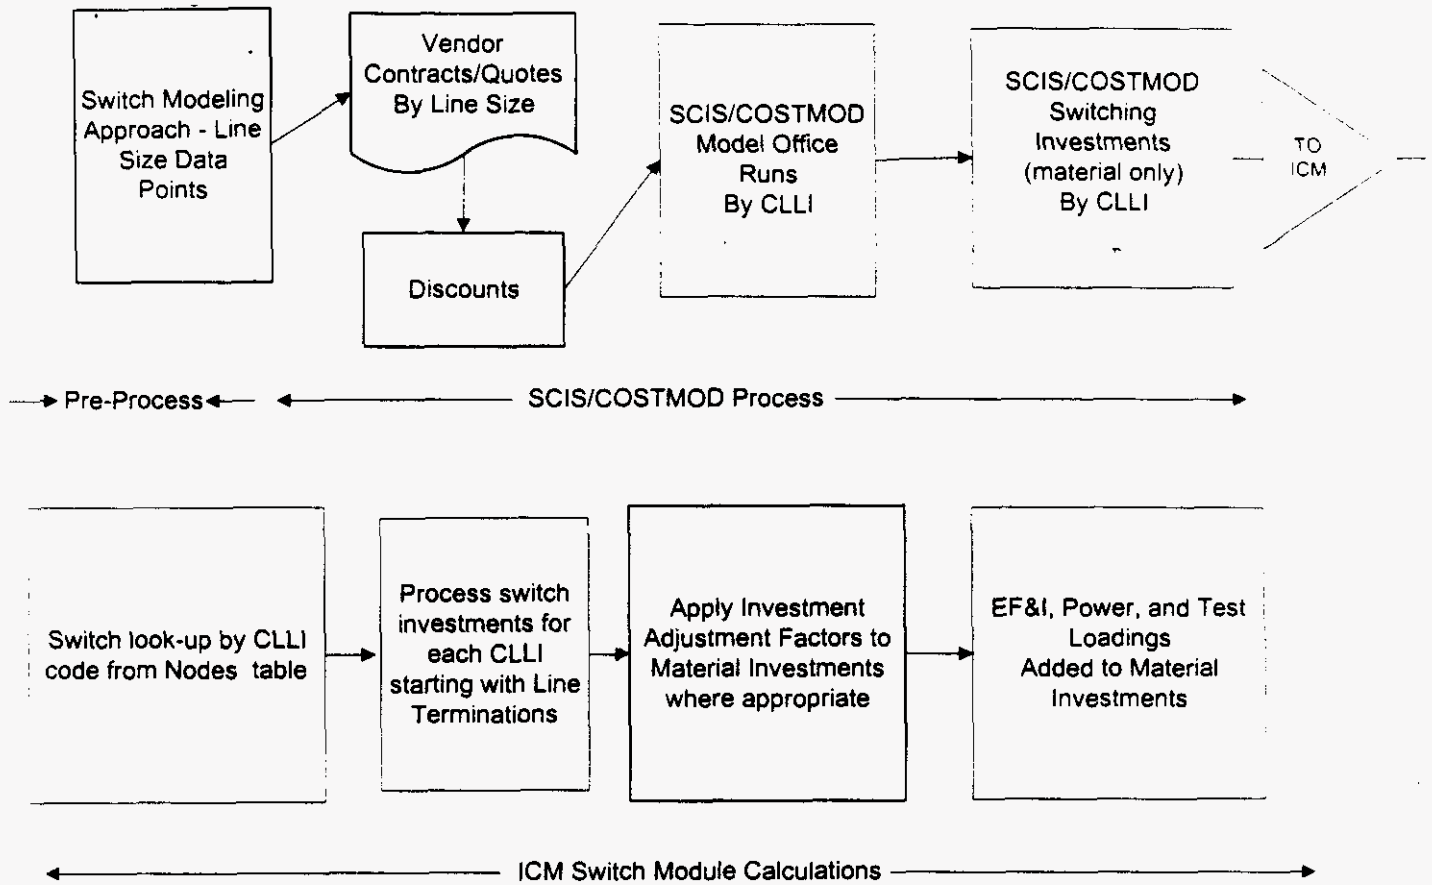 Switch Modeling
Approach - Line
Size Data
Points
Vendor
Contracts/Quotes
By Line Size
Discounts
SCIS/COSTMOD
Model Office
Runs
By CLLI
SCIS/COSTMOD
Switching
Investments
(material only)
By CLLI
TO
ICM
Pre-Process
SCIS/COSTMOD Process
Switch look-up by CLLI
code from Nodes table
Process switch
investments for
each CLLI
starting with Line
Terminations
Apply Investment
Adjustment Factors to
Material Investments
where appropriate
EF&I, Power, and Test
Loadings
Added to Material
Investments
ICM Switch Module Calculations